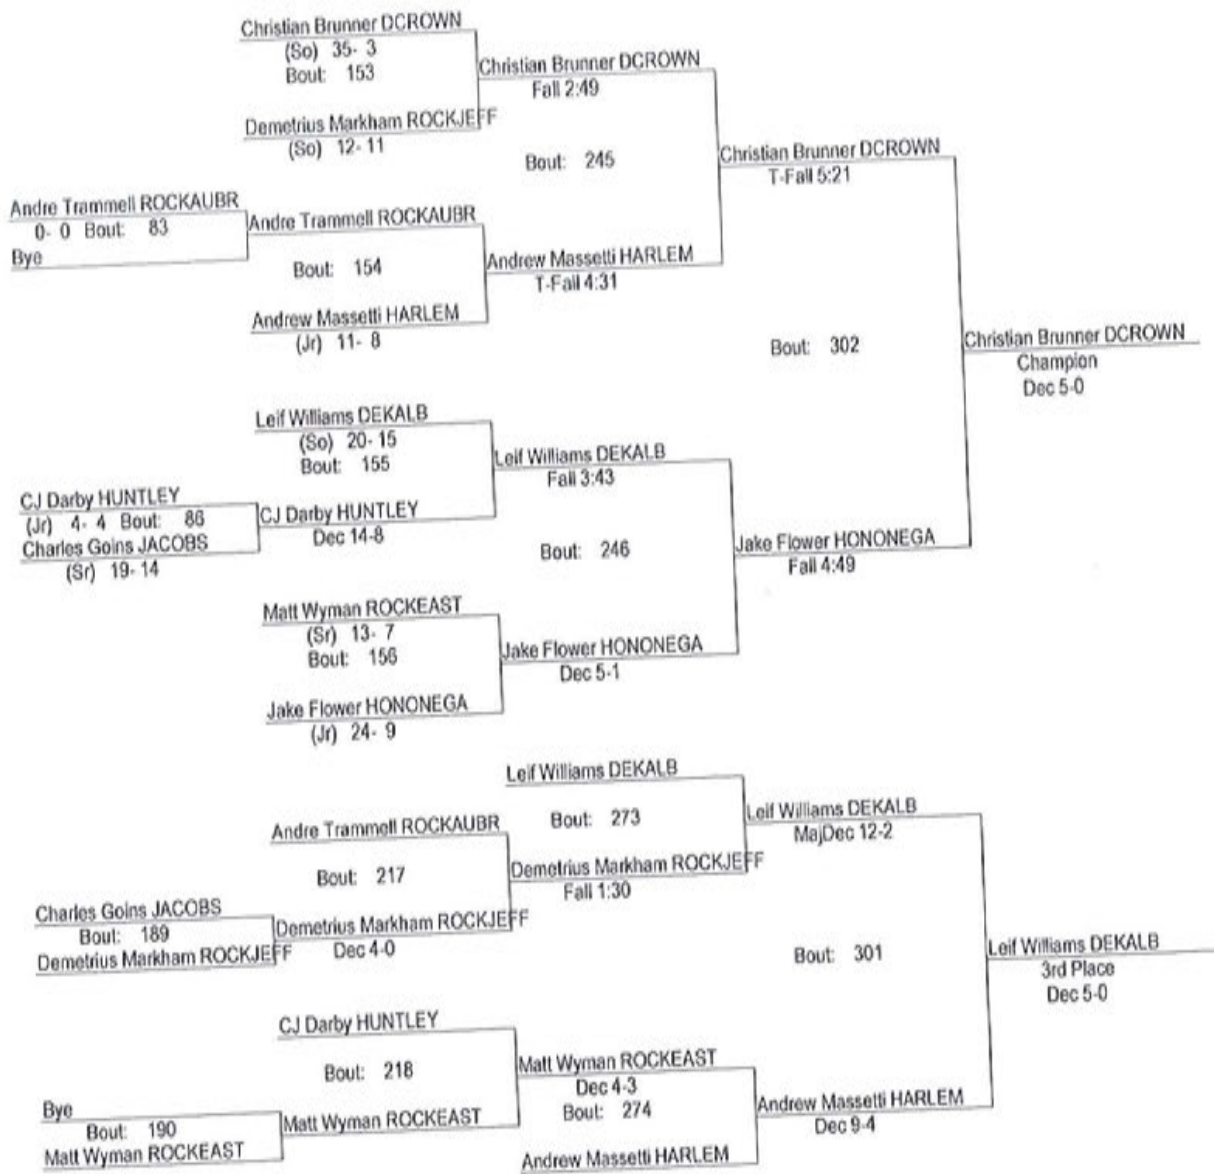 Christian Brunner DCROWN
(So) 35- 3
Bout: 153
Christian Brunner DCROWN
Fall 2:49
Demetrius Markham ROCKJEFF
(So) 12- 11
Bout: 245
Christian Brunner DCROWN
T-Fall 5:21
Andre Trammell ROCKAUBR
0- 0 Bout: 83
Bye
Andre Trammell ROCKAUBR
Bout: 154
Andrew Massetti HARLEM
T-Fall 4:31
Andrew Massetti HARLEM
(Jr) 11- 8
Bout: 302
Christian Brunner DCROWN
Champion
Dec 5-0
Leif Williams DEKALB
(So) 20- 15
Bout: 155
Leif Williams DEKALB
Fall 3:43
CJ Darby HUNTLEY
(Jr) 4- 4 Bout: 86
Charles Goins JACOBS
(Sr) 19- 14
CJ Darby HUNTLEY
Dec 14-8
Bout: 246
Jake Flower HONONEGA
Fall 4:49
Matt Wyman ROCKEAST
(Sr) 13- 7
Bout: 156
Jake Flower HONONEGA
Dec 5-1
Jake Flower HONONEGA
(Jr) 24- 9
Leif Williams DEKALB
Bout: 273
Leif Williams DEKALB
MajDec 12-2
Andre Trammell ROCKAUBR
Bout: 217
Demetrius Markham ROCKJEFF
Fall 1:30
Charles Goins JACOBS
Bout: 189
Demetrius Markham ROCKJEFF
Demetrius Markham ROCKJEFF
Dec 4-0
Bout: 301
Leif Williams DEKALB
3rd Place
Dec 5-0
CJ Darby HUNTLEY
Bout: 218
Matt Wyman ROCKEAST
Dec 4-3
Bout: 274
Bye
Bout: 190
Matt Wyman ROCKEAST
Matt Wyman ROCKEAST
Andrew Massetti HARLEM
Dec 9-4
Andrew Massetti HARLEM